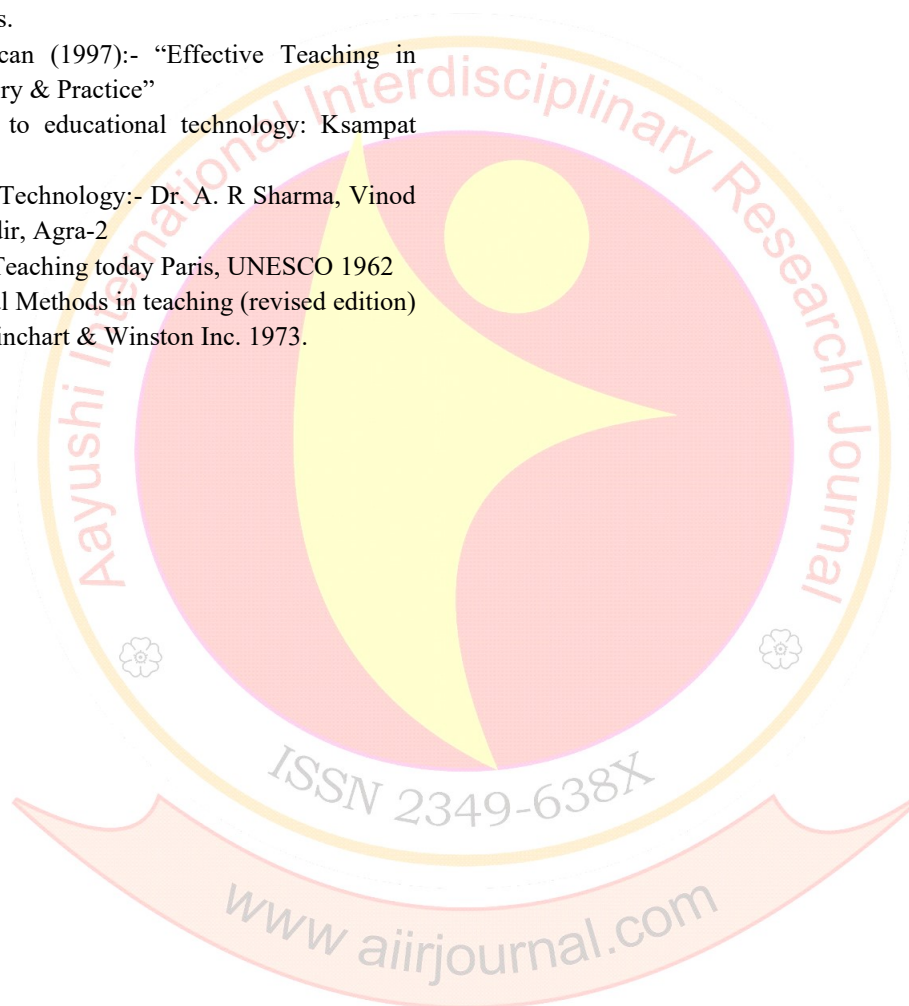 s.
can (1997):- “Effective Teaching in
ry & Practice”
to educational technology: Ksampat
Technology:- Dr. A. R Sharma, Vinod
dir, Agra-2
Teaching today Paris, UNESCO 1962
l Methods in teaching (revised edition)
inchart & Winston Inc. 1973.
Aayushi International Interdisciplinary Research Journal
ISSN 2349-638X
www aiirjournal.com